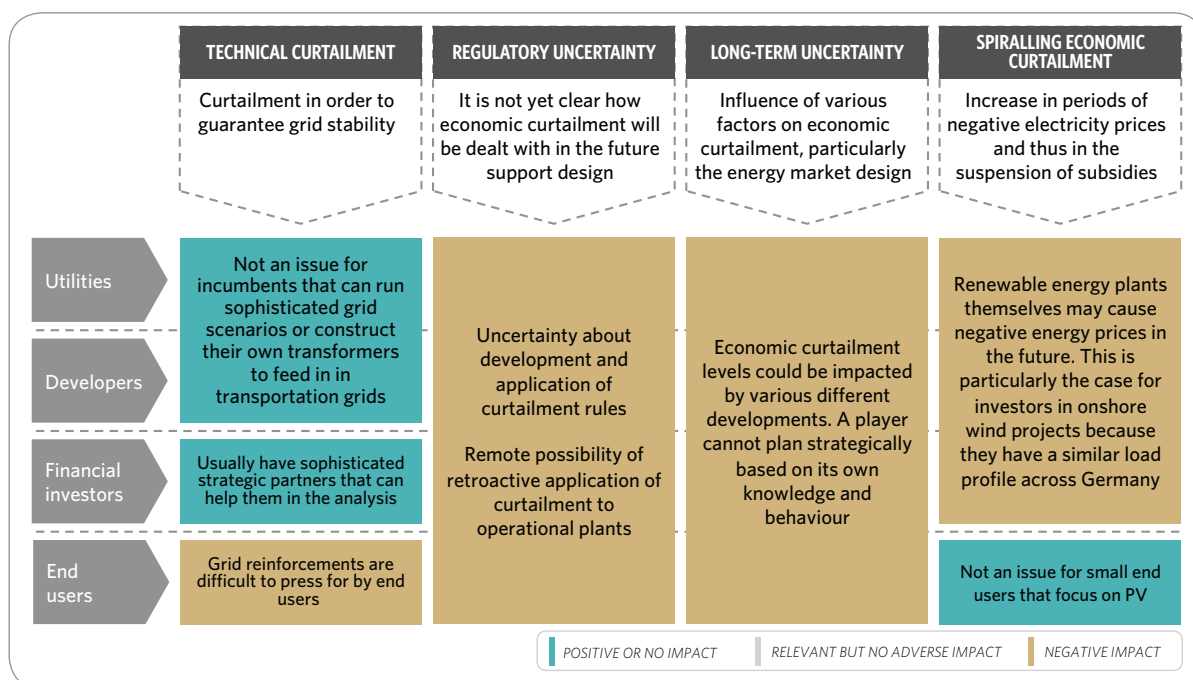 TECHNICAL CURTAILMENT
Curtailment in order to
guarantee grid stability
REGULATORY UNCERTAINTY
It is not yet clear how
economic curtailment will
be dealt with in the future
support design
LONG-TERM UNCERTAINTY
Influence of various
factors on economic
curtailment, particularly
the energy market design
SPIRALLING ECONOMIC
CURTAILMENT
Increase in periods of
negative electricity prices
and thus in the
suspension of subsidies
Utilities
Developers
Financial
investors
End
users
Not an issue for
incumbents that can run
sophisticated grid
scenarios or construct
their own transformers
to feed in in
transportation grids
Usually have sophisticated
strategic partners that can
help them in the analysis
Grid reinforcements are
difficult to press for by end
users
Uncertainty about
development and
application of
curtailment rules
Remote possibility of
retroactive application of
curtailment to
operational plants
Economic curtailment
levels could be impacted
by various different
developments. A player
cannot plan strategically
based on its own
knowledge and
behaviour
Renewable energy plants
themselves may cause
negative energy prices in
the future. This is
particularly the case for
investors in onshore
wind projects because
they have a similar load
profile across Germany
Not an issue for small end
users that focus on PV
POSITIVE OR NO IMPACT
RELEVANT BUT NO ADVERSE IMPACT
NEGATIVE IMPACT